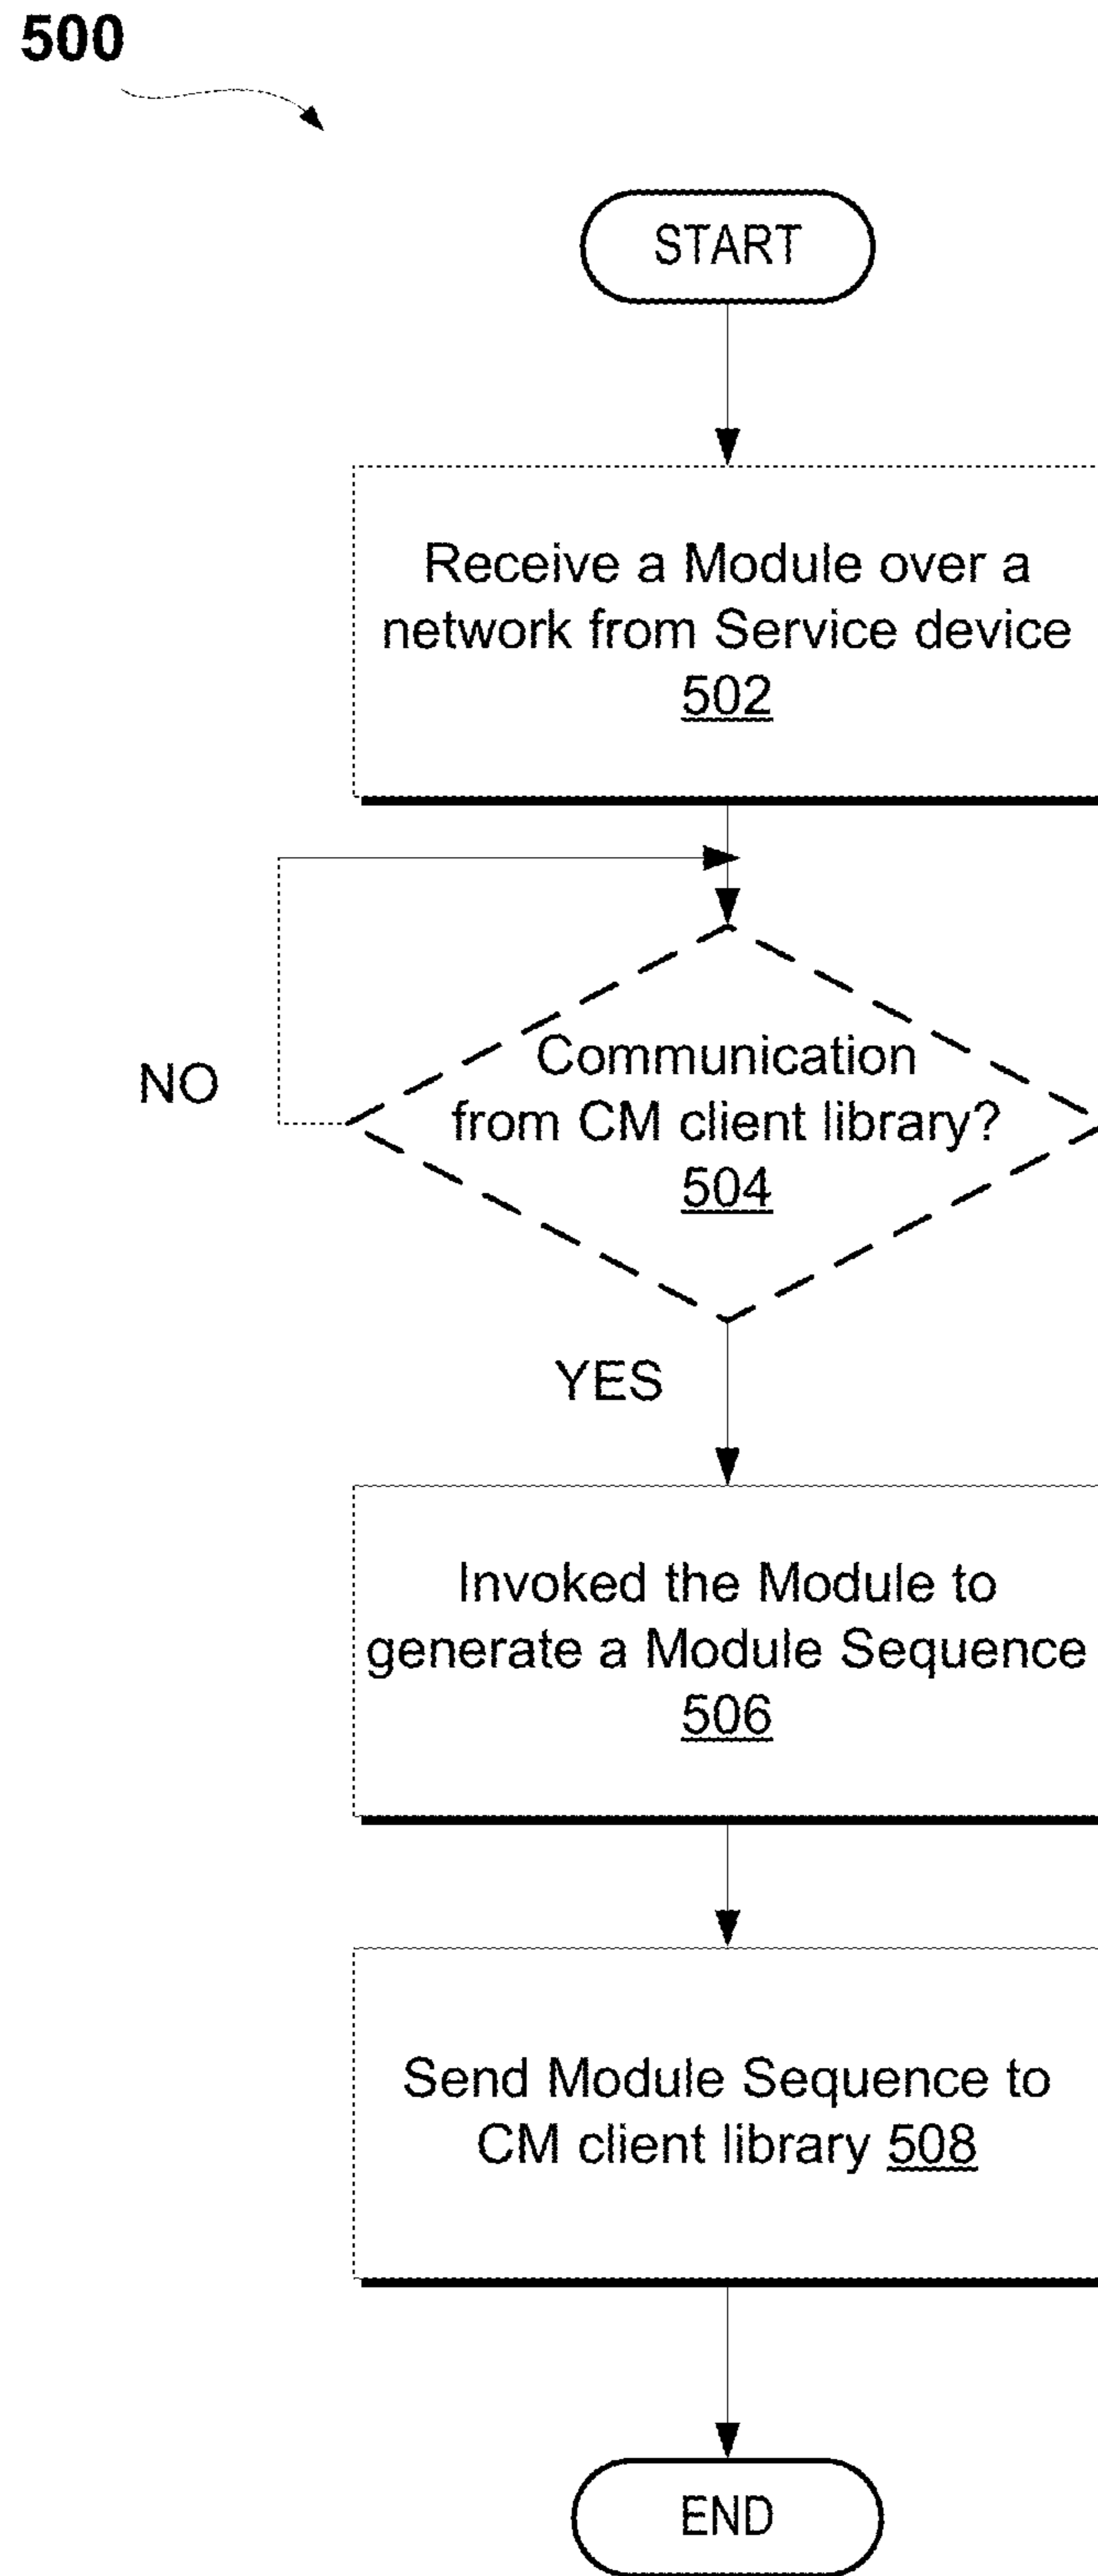 500
START
Receive a Module over a
network from Service device
502
Communication
from CM client library?
504
NO
YES
Invoked the Module to
generate a Module Sequence
506
Send Module Sequence to
CM client library 508
END